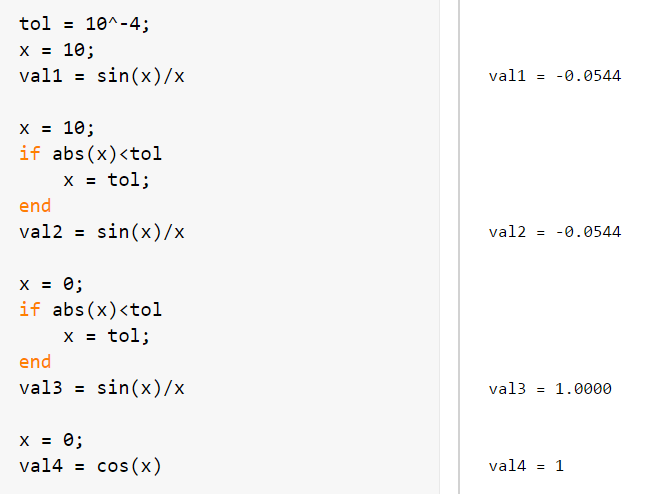 tol = 10^-4;
x = 10;
val1 = sin(x)/x
val1 = -0.0544
x = 10;
if abs(x)<tol
x = tol;
end
val2 = sin(x)/x
val2 = -0.0544
x = 0;
if abs(x)<tol
x = tol;
end
val3 = sin(x)/x
val3 = 1.0000
x = 0;
val4 = cos(x)
val4 = 1